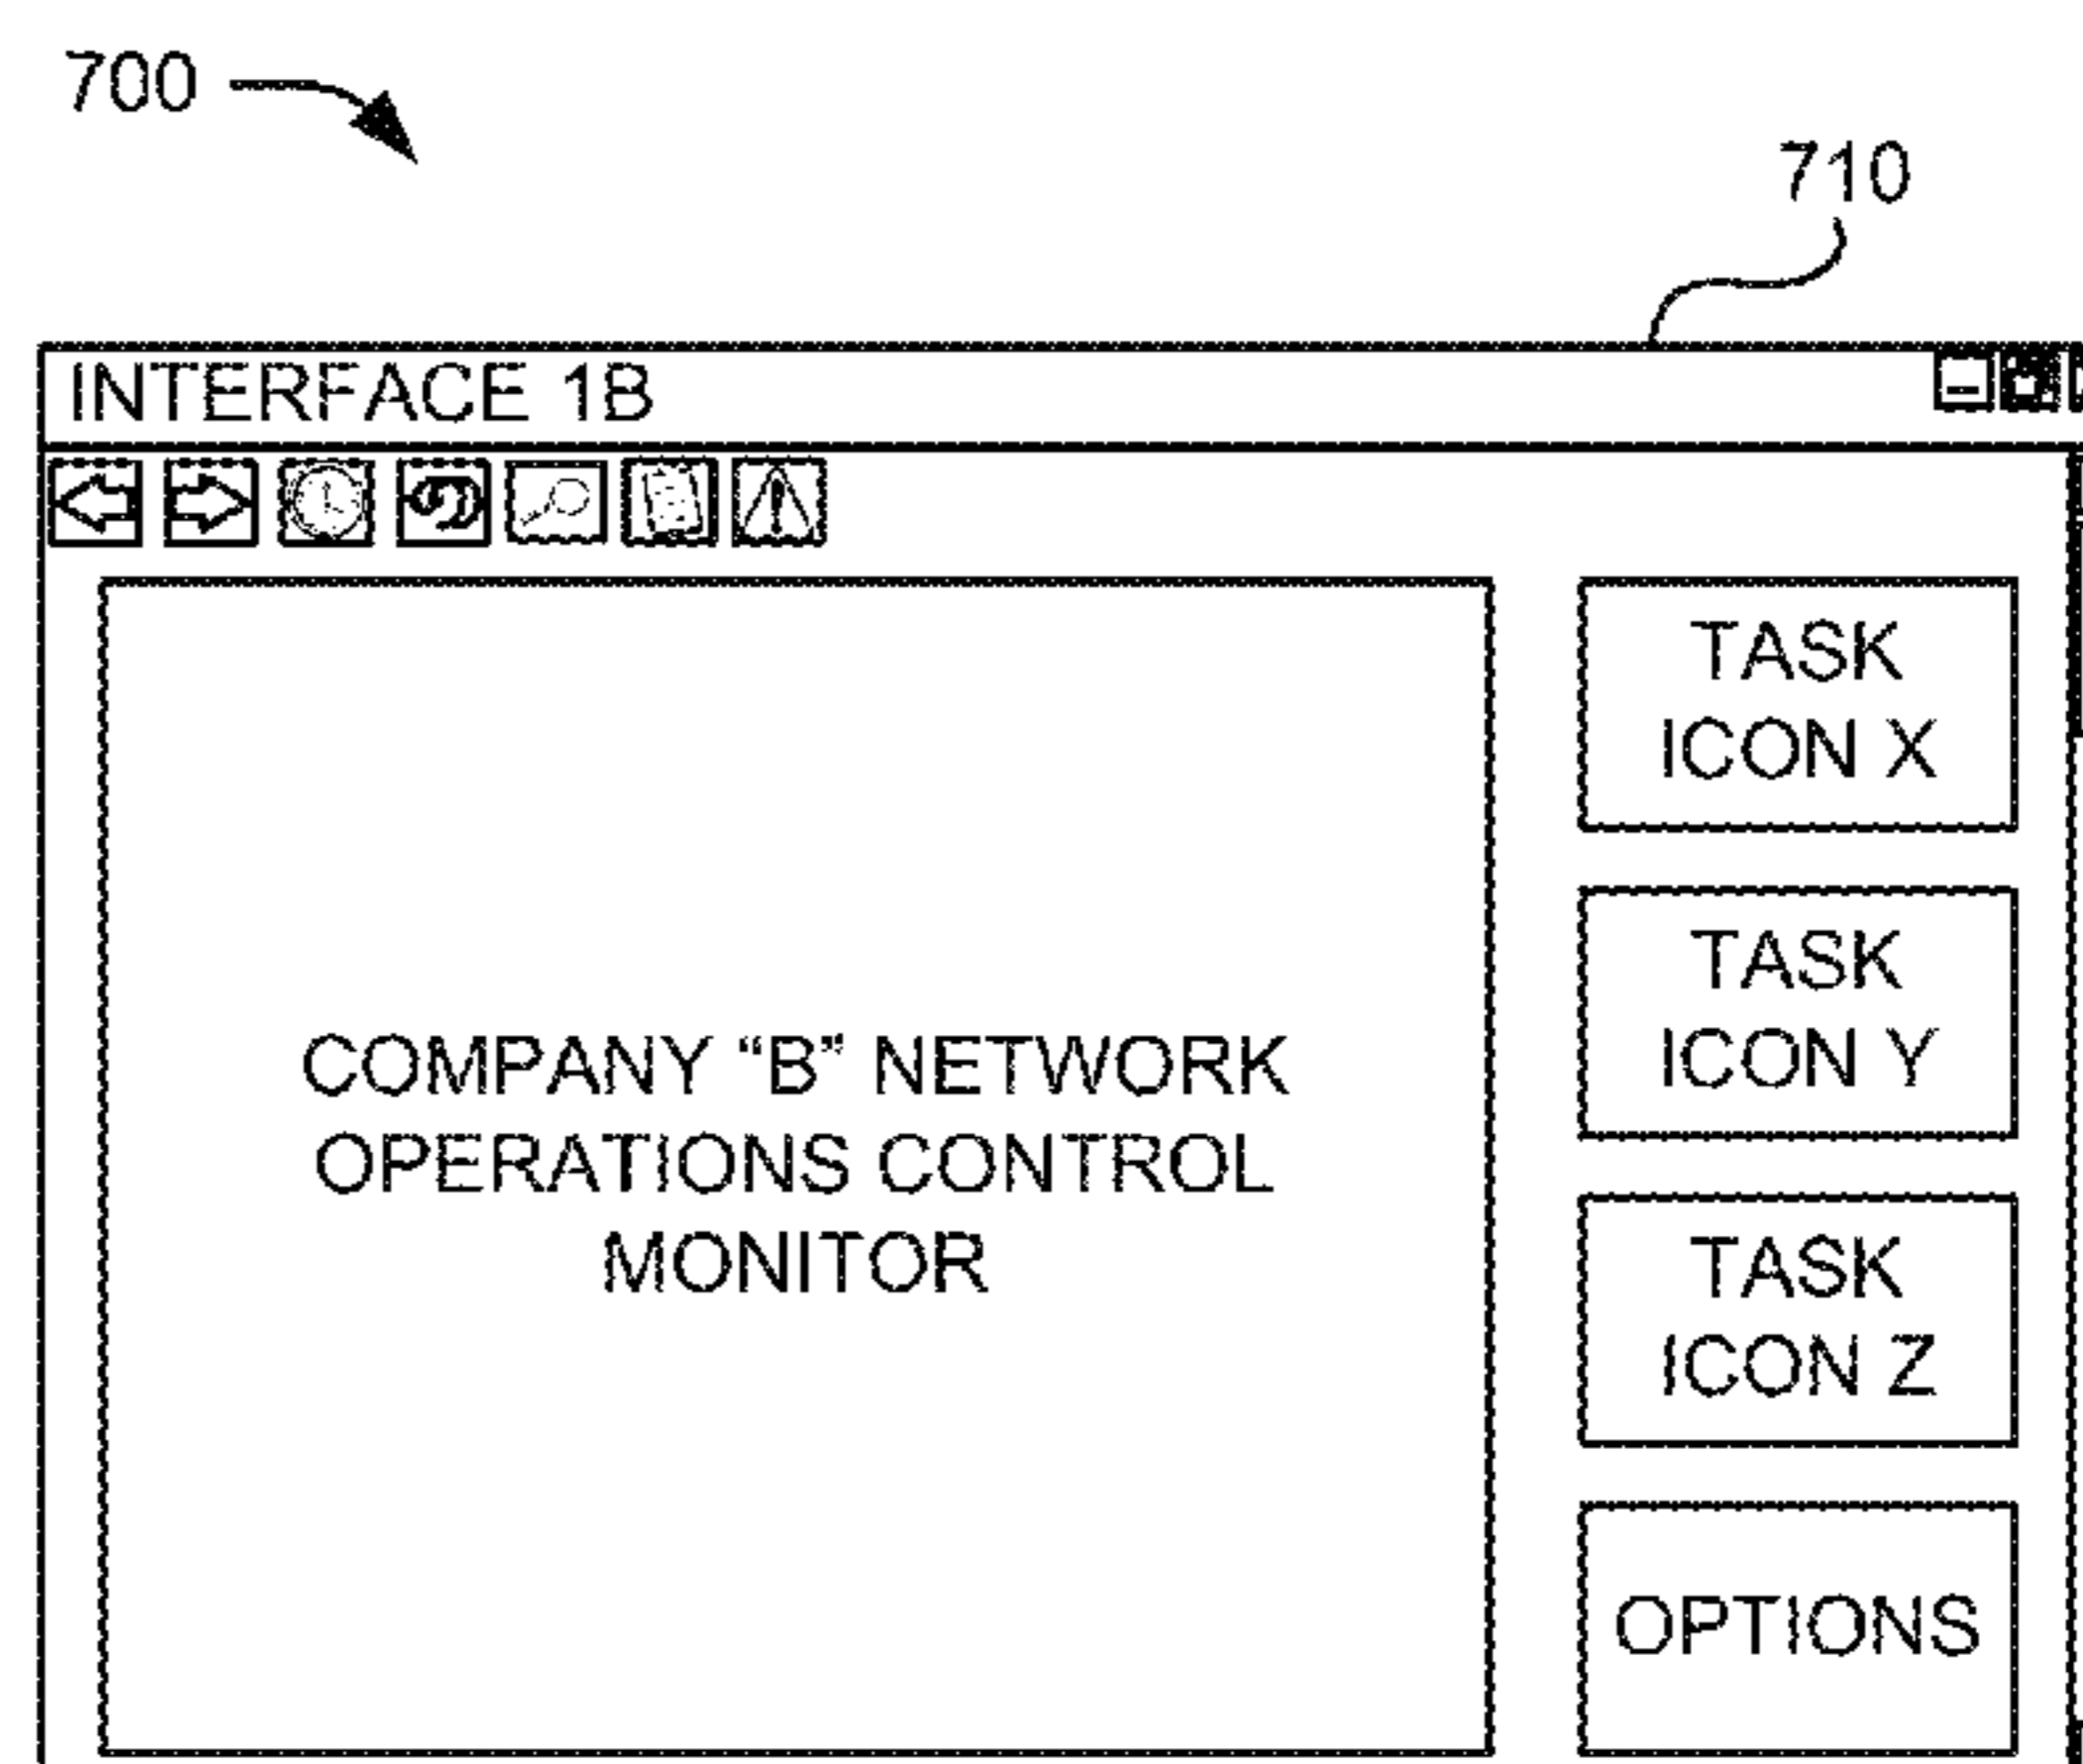 700
710
INTERFACE 1B
TASK
ICON X
TASK
ICON Y
COMPANY “B” NETWORK
OPERATIONS CONTROL
MONITOR
TASK
ICON Z
OPTIONS